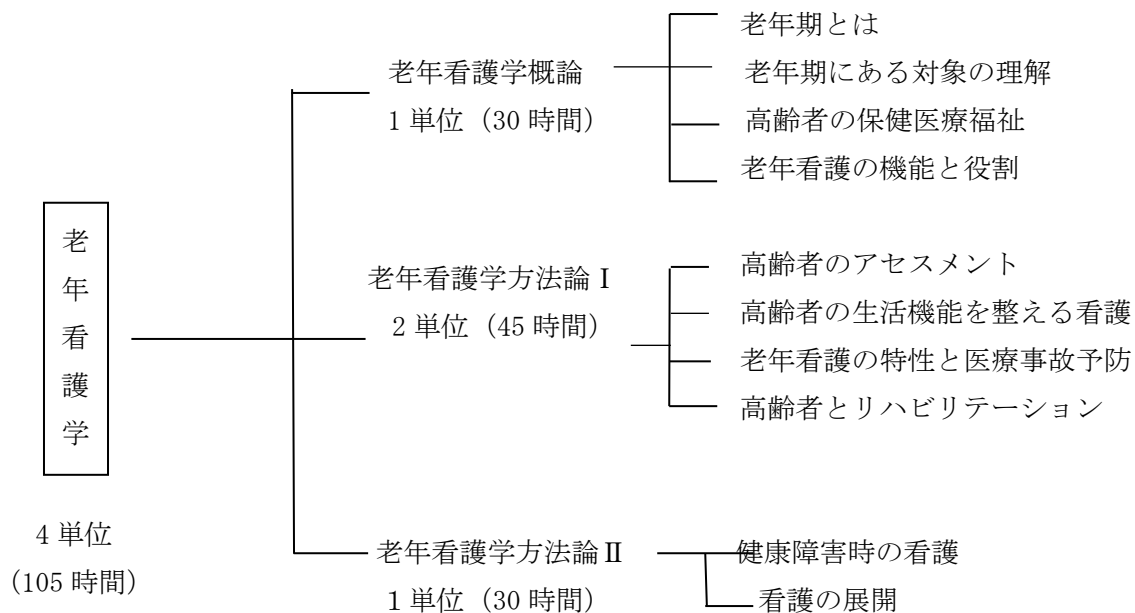 老年看護学
4単位
(105時間)
老年看護学概論
1単位（30時間）
老年期とは
老年期にある対象の理解
高齢者の保健医療福祉
老年看護の機能と役割
老年看護学方法論Ⅰ
2単位（45時間）
高齢者のアセスメント
高齢者の生活機能を整える看護
老年看護の特性と医療事故予防
高齢者とリハビリテーション
老年看護学方法論Ⅱ
1単位（30時間）
健康障害時の看護
看護の展開